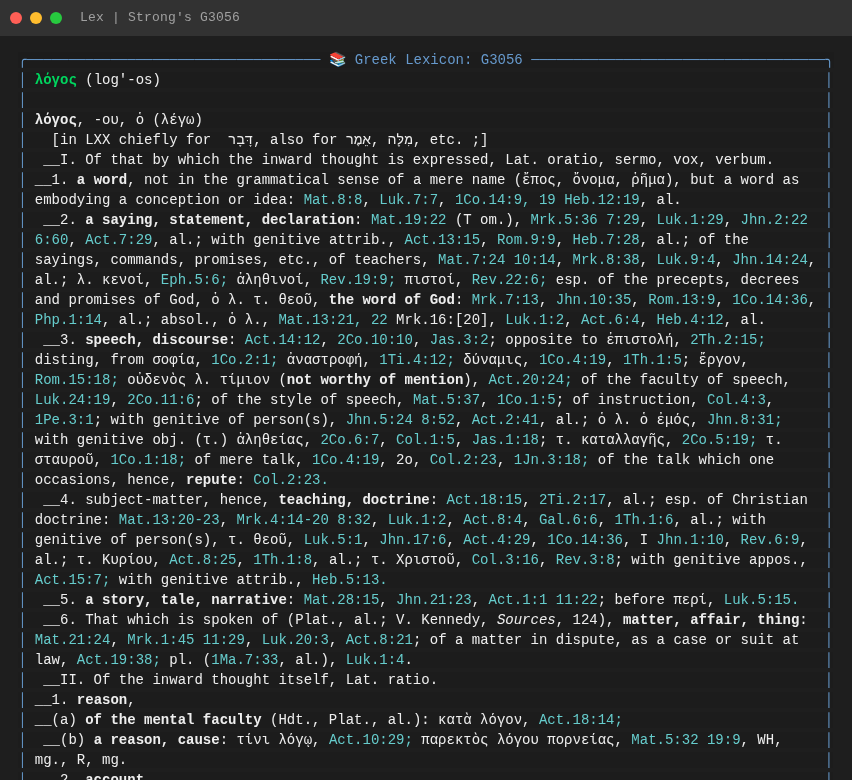 Lex | Strong's G3056
📚 Greek Lexicon: G3056
λόγος (log'-os)
λόγος, -ου, ὁ (λέγω)
[in LXX chiefly for דָּבָר, also for אֵמֶר, מִלָּה, etc. ;]
__I. Of that by which the inward thought is expressed, Lat. oratio, sermo, vox, verbum.
__1. a word, not in the grammatical sense of a mere name (ἔπος, ὄνομα, ῥῆμα), but a word as
embodying a conception or idea: Mat.8:8, Luk.7:7, 1Co.14:9, 19 Heb.12:19, al.
__2. a saying, statement, declaration: Mat.19:22 (T om.), Mrk.5:36 7:29, Luk.1:29, Jhn.2:22
6:60, Act.7:29, al.; with genitive attrib., Act.13:15, Rom.9:9, Heb.7:28, al.; of the
sayings, commands, promises, etc., of teachers, Mat.7:24 10:14, Mrk.8:38, Luk.9:4, Jhn.14:24,
al.; λ. κενοί, Eph.5:6; ἀληθινοί, Rev.19:9; πιστοί, Rev.22:6; esp. of the precepts, decrees
and promises of God, ὁ λ. τ. θεοῦ, the word of God: Mrk.7:13, Jhn.10:35, Rom.13:9, 1Co.14:36,
Php.1:14, al.; absol., ὁ λ., Mat.13:21, 22 Mrk.16:[20], Luk.1:2, Act.6:4, Heb.4:12, al.
__3. speech, discourse: Act.14:12, 2Co.10:10, Jas.3:2; opposite to ἐπιστολή, 2Th.2:15;
disting, from σοφία, 1Co.2:1; ἀναστροφή, 1Ti.4:12; δύναμις, 1Co.4:19, 1Th.1:5; ἔργον,
Rom.15:18; οὐδενὸς λ. τίμιον (not worthy of mention), Act.20:24; of the faculty of speech,
Luk.24:19, 2Co.11:6; of the style of speech, Mat.5:37, 1Co.1:5; of instruction, Col.4:3,
1Pe.3:1; with genitive of person(s), Jhn.5:24 8:52, Act.2:41, al.; ὁ λ. ὁ ἐμός, Jhn.8:31;
with genitive obj. (τ.) ἀληθείας, 2Co.6:7, Col.1:5, Jas.1:18; τ. καταλλαγῆς, 2Co.5:19; τ.
σταυροῦ, 1Co.1:18; of mere talk, 1Co.4:19, 2o, Col.2:23, 1Jn.3:18; of the talk which one
occasions, hence, repute: Col.2:23.
__4. subject-matter, hence, teaching, doctrine: Act.18:15, 2Ti.2:17, al.; esp. of Christian
doctrine: Mat.13:20-23, Mrk.4:14-20 8:32, Luk.1:2, Act.8:4, Gal.6:6, 1Th.1:6, al.; with
genitive of person(s), τ. θεοῦ, Luk.5:1, Jhn.17:6, Act.4:29, 1Co.14:36, I Jhn.1:10, Rev.6:9,
al.; τ. Κυρίου, Act.8:25, 1Th.1:8, al.; τ. Χριστοῦ, Col.3:16, Rev.3:8; with genitive appos.,
Act.15:7; with genitive attrib., Heb.5:13.
__5. a story, tale, narrative: Mat.28:15, Jhn.21:23, Act.1:1 11:22; before περί, Luk.5:15.
__6. That which is spoken of (Plat., al.; V. Kennedy, Sources, 124), matter, affair, thing:
Mat.21:24, Mrk.1:45 11:29, Luk.20:3, Act.8:21; of a matter in dispute, as a case or suit at
law, Act.19:38; pl. (1Ma.7:33, al.), Luk.1:4.
__II. Of the inward thought itself, Lat. ratio.
__1. reason,
__(a) of the mental faculty (Hdt., Plat., al.): κατὰ λόγον, Act.18:14;
__(b) a reason, cause: τίνι λόγῳ, Act.10:29; παρεκτὸς λόγου πορνείας, Mat.5:32 19:9, WH,
mg., R, mg.
__2. account